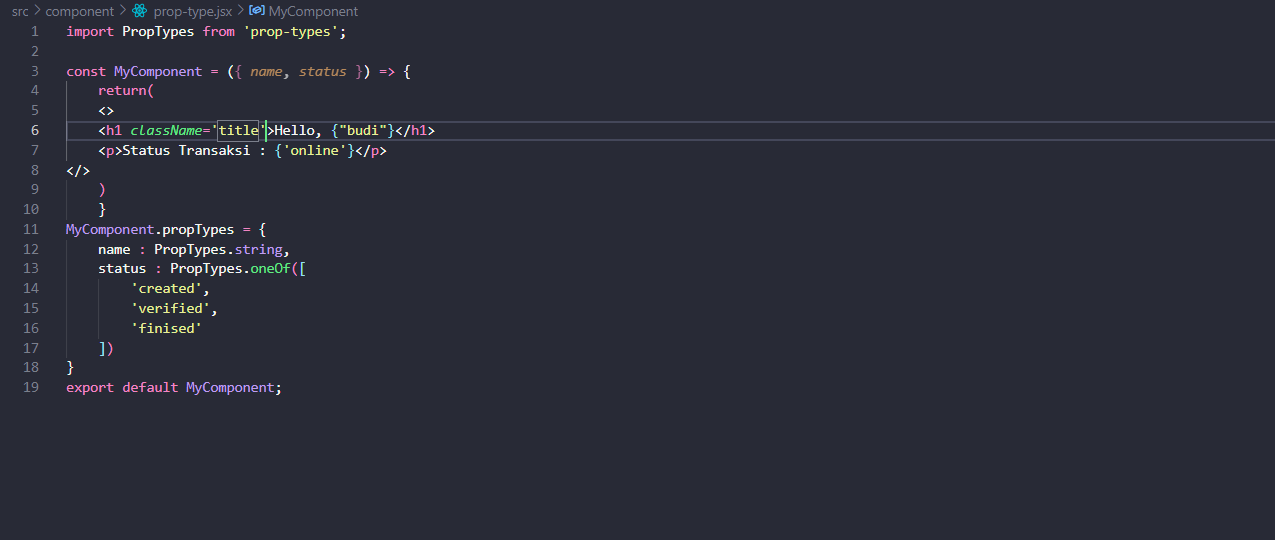 src > component > prop-type.jsx > MyComponent
1 import PropTypes from 'prop-types';
2
3 const MyComponent = ({ name, status }) => {
4     return(
5     <>
6     <h1 className='title'>Hello, {"budi"}</h1>
7     <p>Status Transaksi : {'online'}</p>
8 </>
9     )
10     }
11 MyComponent.propTypes = {
12     name : PropTypes.string,
13     status : PropTypes.oneOf([
14         'created',
15         'verified',
16         'finised'
17     ])
18 }
19 export default MyComponent;